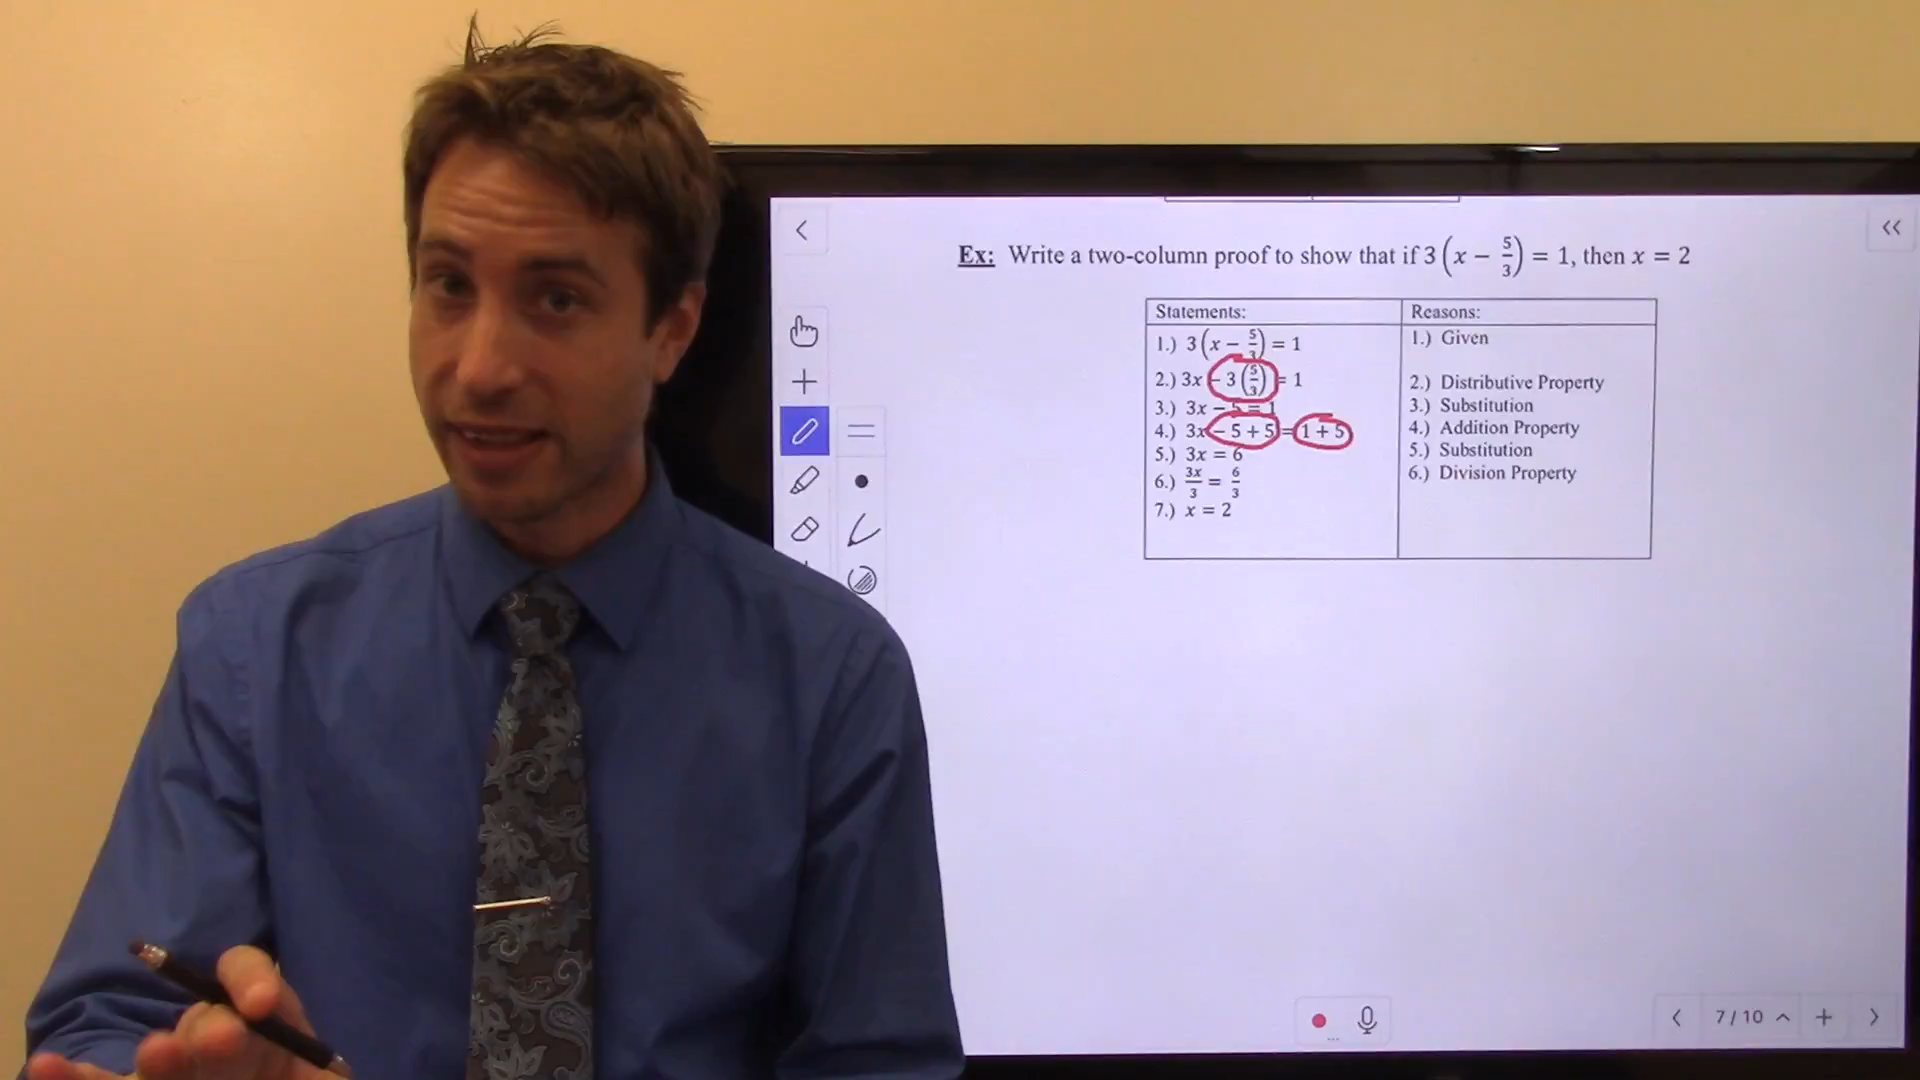 Ex: Write a two-column proof to show that if 3(x − 5/3) = 1, then x = 2
Statements: Reasons:
1.) 3(x − 5/3) = 1
1.) Given
2.) 3x − 3(5/3) = 1
2.) Distributive Property
3.) 3x − 5 = 1
3.) Substitution
4.) 3x − 5 + 5 = 1 + 5
4.) Addition Property
5.) 3x = 6
5.) Substitution
6.) 3x/3 = 6/3
6.) Division Property
7.) x = 2
7 / 10